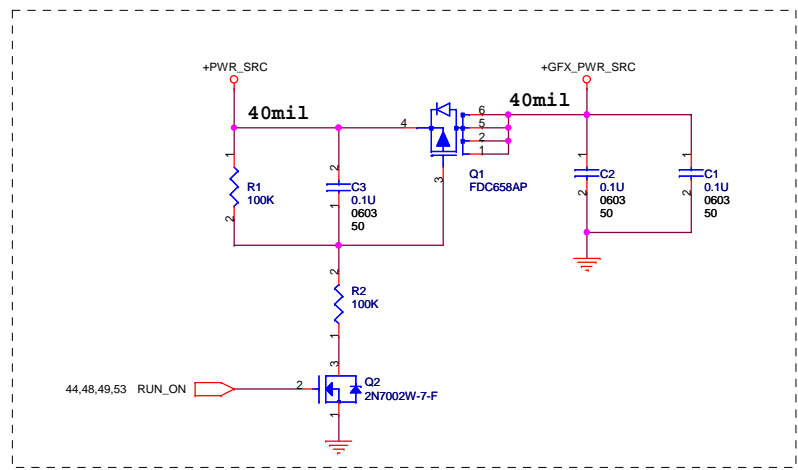 +PWR_SRC
+GFX_PWR_SRC
40mil
40mil
4
6
5
2
1
3
Q1
FDC658AP
1
R1
100K
2
2
C3
0.1U
0603
50
1
1
C2
0.1U
0603
50
2
1
C1
0.1U
0603
50
2
2
R2
100K
1
3
Q2
2N7002W-7-F
2
1
44,48,49,53 RUN_ON